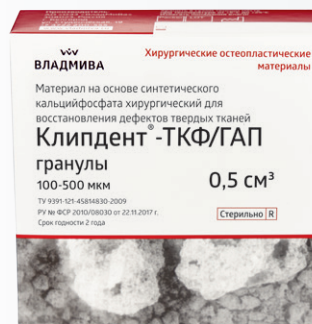 ВЛАДМИВА
Хирургические остеопластические
материалы
Материал на основе синтетического
кальцийфосфата хирургический для
восстановления дефектов твердых тканей
Клипдент®-ТКФ/ГАП
гранулы
100-500 мкм
0,5 см³
ТУ 9391-121-45814830-2009
РУ № ФСР 2010/08030 от 22.11.2017 г.
Срок годности 2 года
Стерильно R